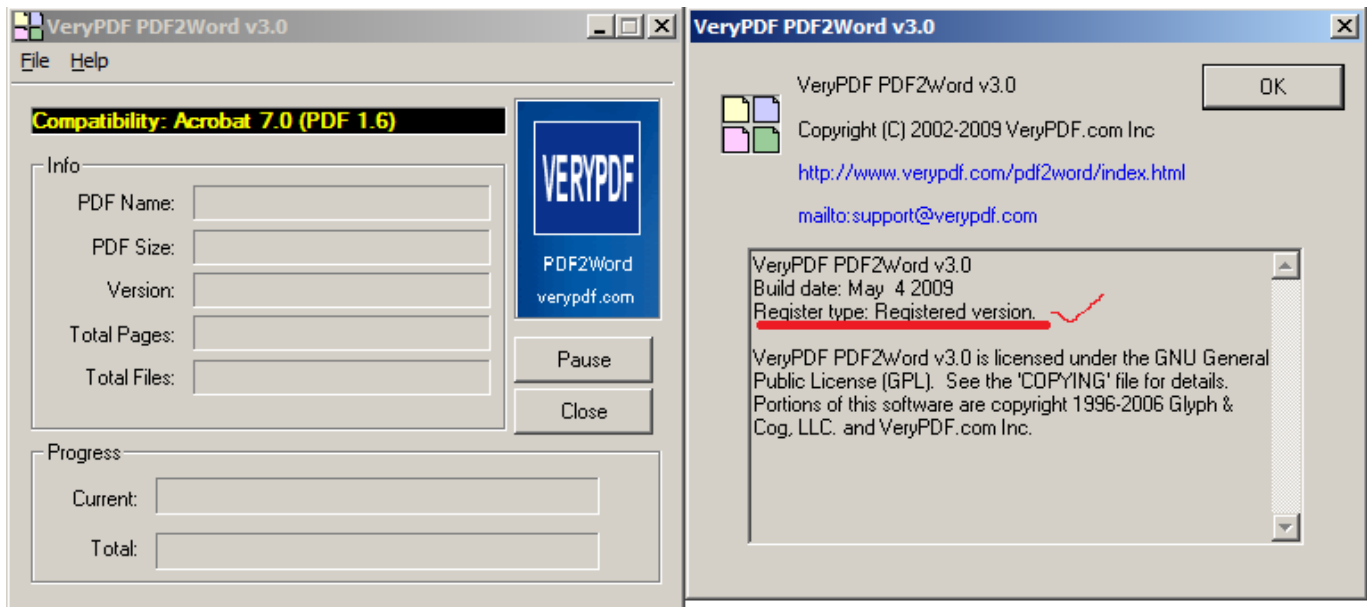 VeryPDF PDF2Word v3.0
File Help
Compatibility: Acrobat 7.0 (PDF 1.6)
Info
PDF Name:
PDF Size:
Version:
Total Pages:
Total Files:
VERYPDF
PDF2Word
verypdf.com
Pause
Close
Progress
Current:
Total:
VeryPDF PDF2Word v3.0
VeryPDF PDF2Word v3.0
OK
Copyright (C) 2002-2009 VeryPDF.com Inc
http://www.verypdf.com/pdf2word/index.html
mailto:support@verypdf.com
VeryPDF PDF2Word v3.0
Build date: May 4 2009
Register type: Registered version.
VeryPDF PDF2Word v3.0 is licensed under the GNU General
Public License (GPL). See the 'COPYING' file for details.
Portions of this software are copyright 1996-2006 Glyph &
Cog, LLC. and VeryPDF.com Inc.